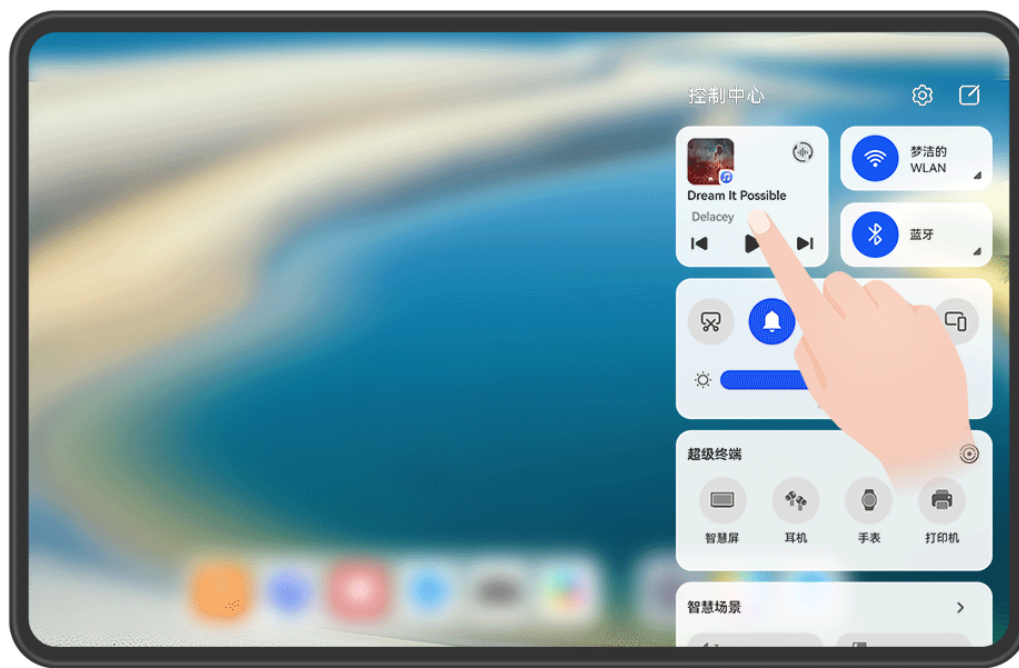 控制中心
Dream It Possible
Delacey
梦洁的
WLAN
蓝牙
超级终端
智慧屏
耳机
手表
打印机
智慧场景